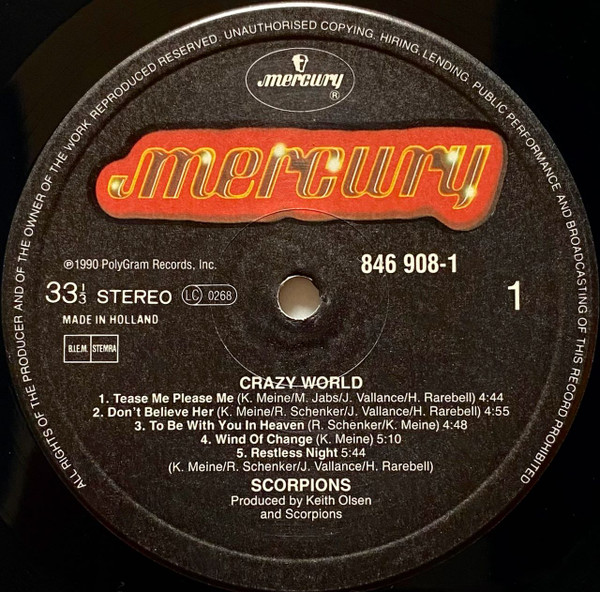 ALL RIGHTS OF THE PRODUCER AND OF THE OWNER OF THE WORK REPRODUCED RESERVED. UNAUTHORISED COPYING, HIRING, LENDING, PUBLIC PERFORMANCE AND BROADCASTING OF THIS RECORD PROHIBITED
mercury
®
mercury
℗1990 PolyGram Records, Inc.
846 908-1
33⅓ STEREO LC 0268
1
MADE IN HOLLAND
B.I.E.M. STEMRA
CRAZY WORLD
1. Tease Me Please Me (K. Meine/M. Jabs/J. Vallance/H. Rarebell) 4:44
2. Don't Believe Her (K. Meine/R. Schenker/J. Vallance/H. Rarebell) 4:55
3. To Be With You In Heaven (R. Schenker/K. Meine) 4:48
4. Wind Of Change (K. Meine) 5:10
5. Restless Night 5:44
(K. Meine/R. Schenker/J. Vallance/H. Rarebell)
SCORPIONS
Produced by Keith Olsen
and Scorpions